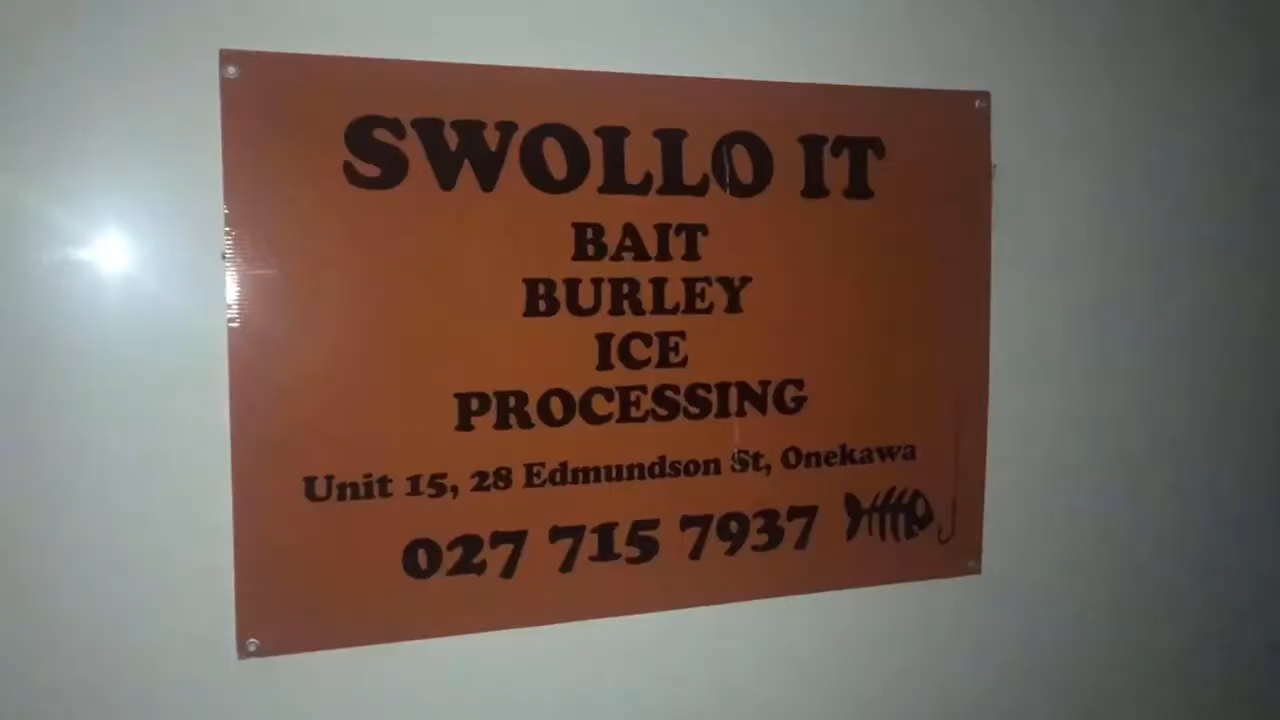 SWOLLO IT
BAIT
BURLEY
ICE
PROCESSING
Unit 15, 28 Edmundson St, Onekawa
027 715 7937